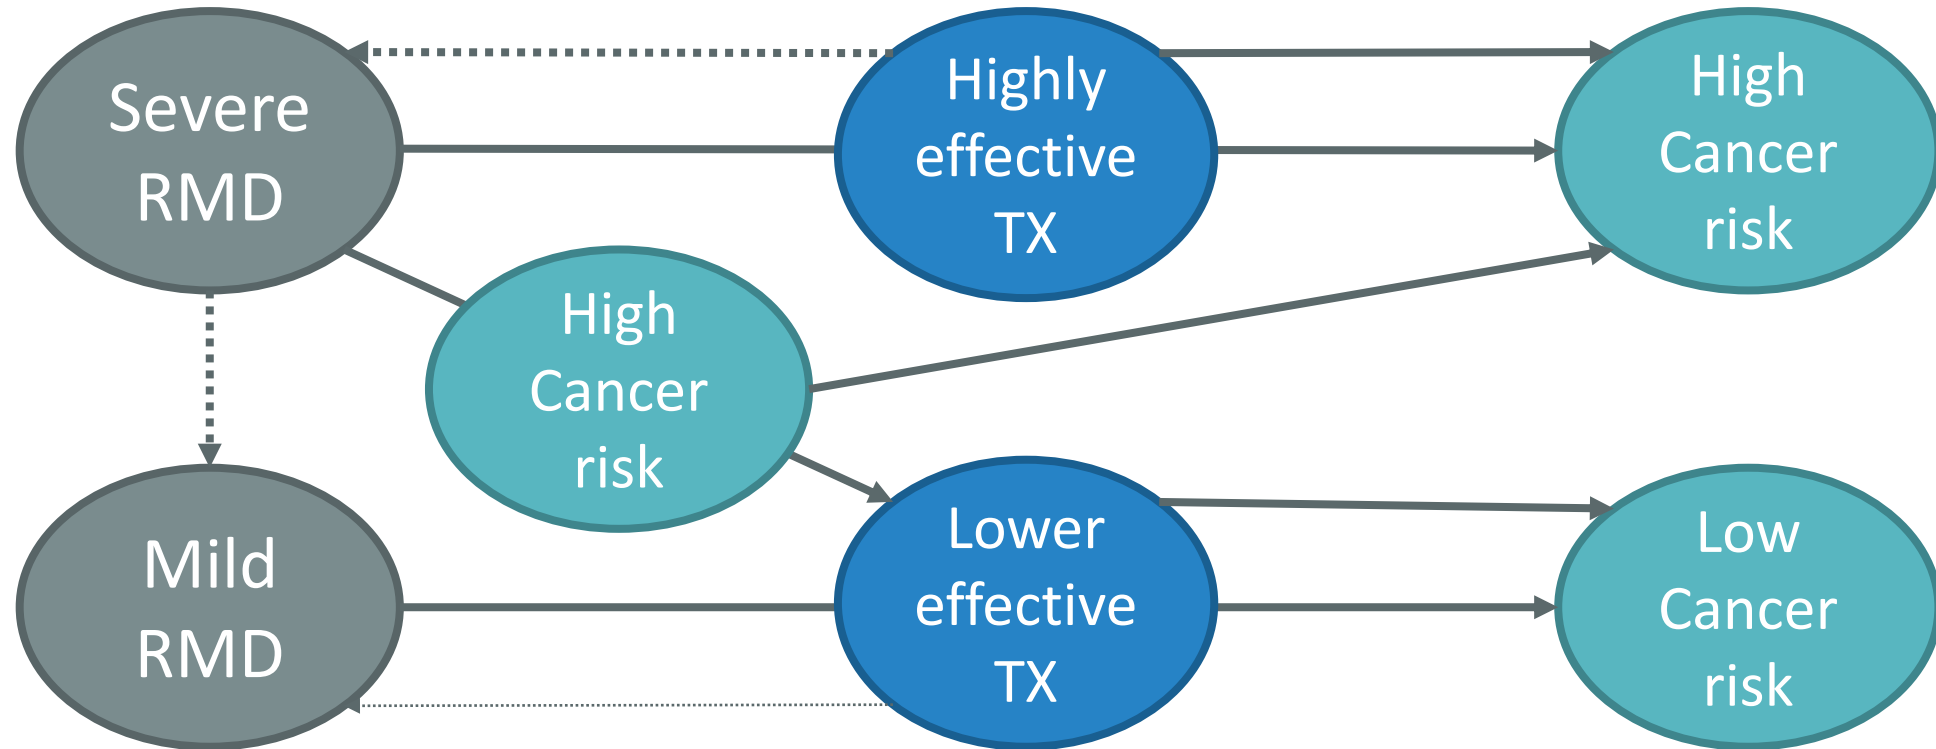 Severe
RMD
Highly
effective
TX
High
Cancer
risk
High
Cancer
risk
Mild
RMD
Lower
effective
TX
Low
Cancer
risk